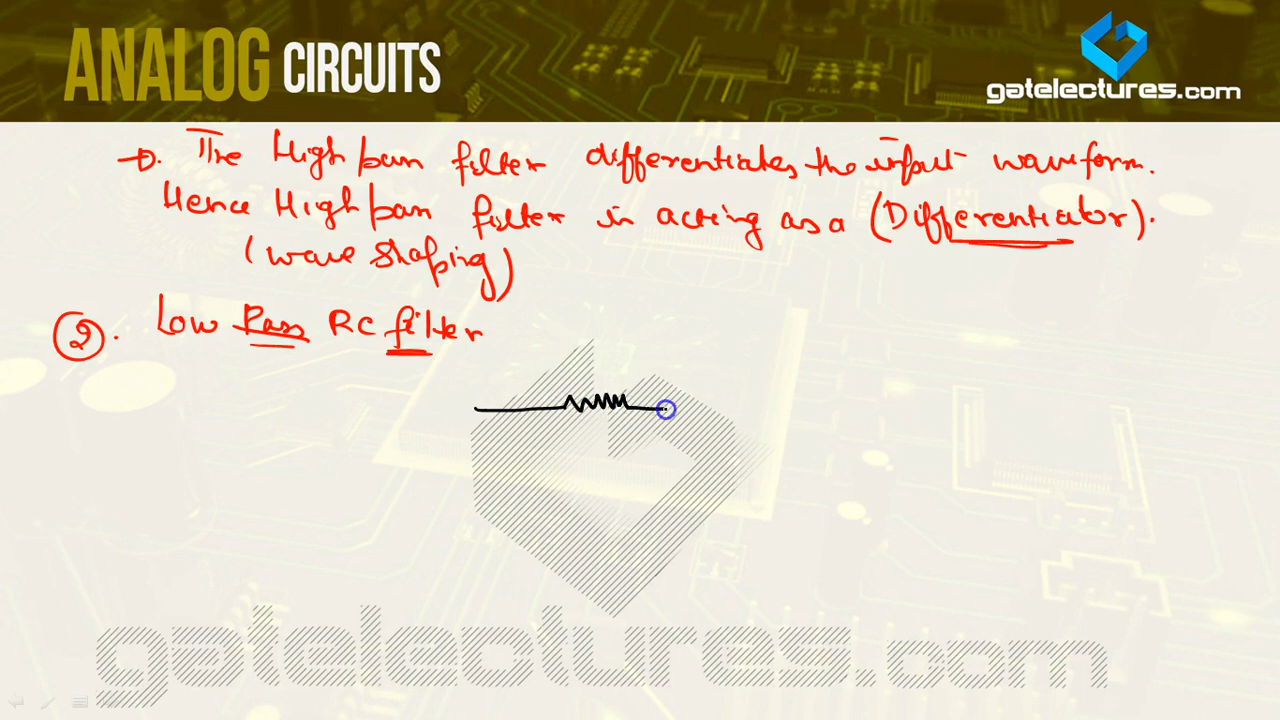 ANALOG CIRCUITS
gatelectures.com
→. The High pass filter differentiates the input waveform.
Hence High pass filter is acting as a (Differentiator).
(wave shaping)
2. Low Pass RC filter
gatelectures.com